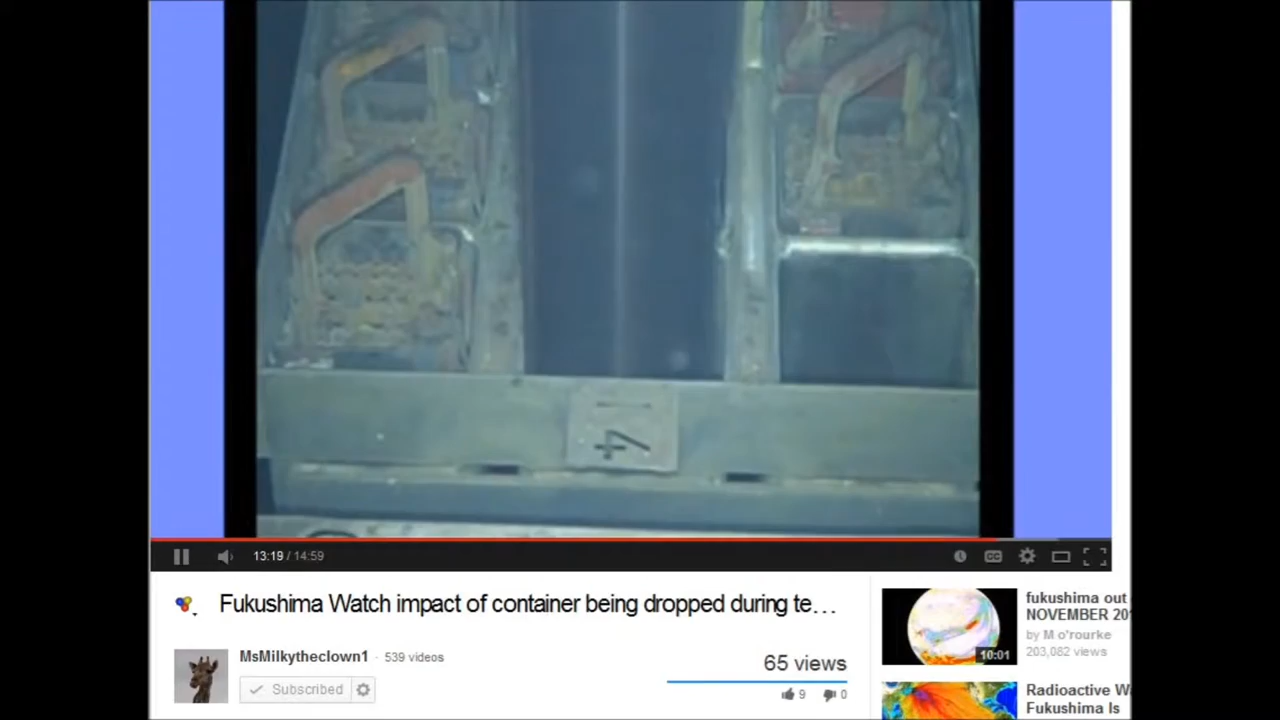 4
13:19 / 14:59
CC
Fukushima Watch impact of container being dropped during te…
MsMilkytheclown1 · 539 videos
Subscribed
65 views
9 0
10:01
fukushima out
NOVEMBER 20
by M o'rourke
203,082 views
Radioactive W
Fukushima Is